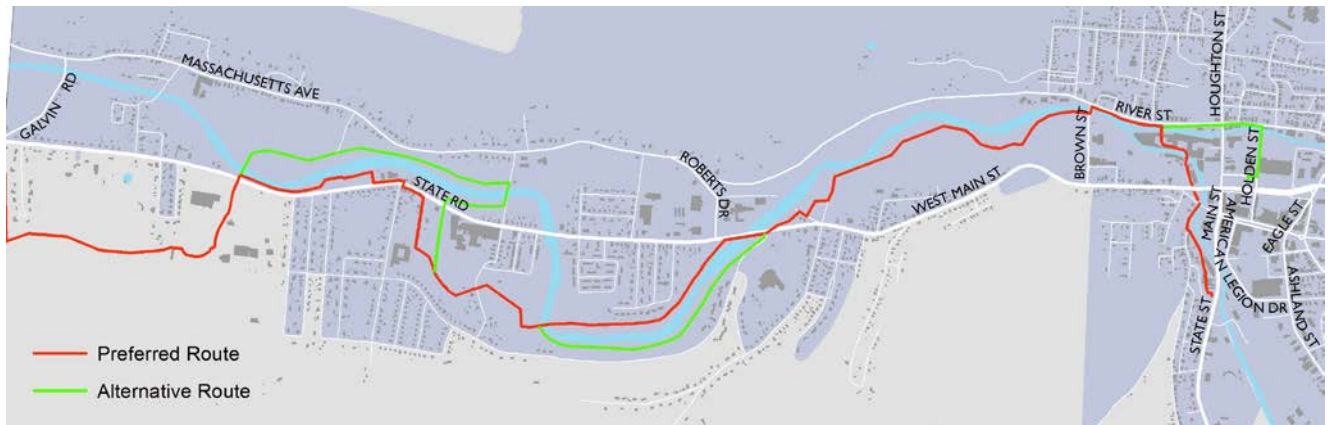 MASSACHUSETTS AVE
GALVIN RD
STATE RD
ROBERTS DR
WEST MAIN ST
BROWN ST
RIVER ST
HOUGHTON ST
HOLDEN ST
MAIN ST
AMERICAN LEGION DR
EAGLE ST
ASHLAND ST
STATE ST
Preferred Route
Alternative Route